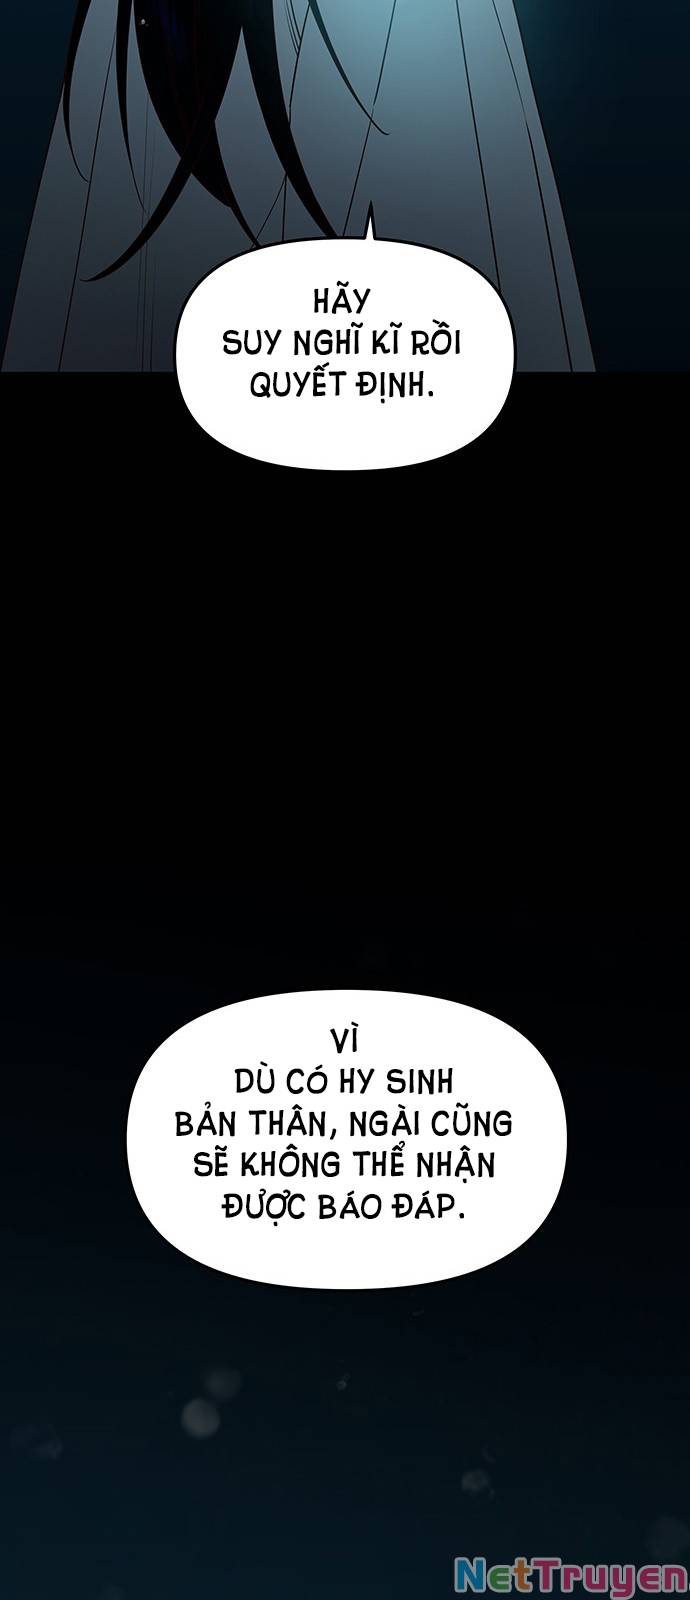 HÃY
SUY NGHĨ KĨ RỒI
QUYẾT ĐỊNH.
VÌ
DÙ CÓ HY SINH
BẢN THÂN, NGÀI CŨNG
SẼ KHÔNG THỂ NHẬN
ĐƯỢC BÁO ĐÁP.
NetTruyen